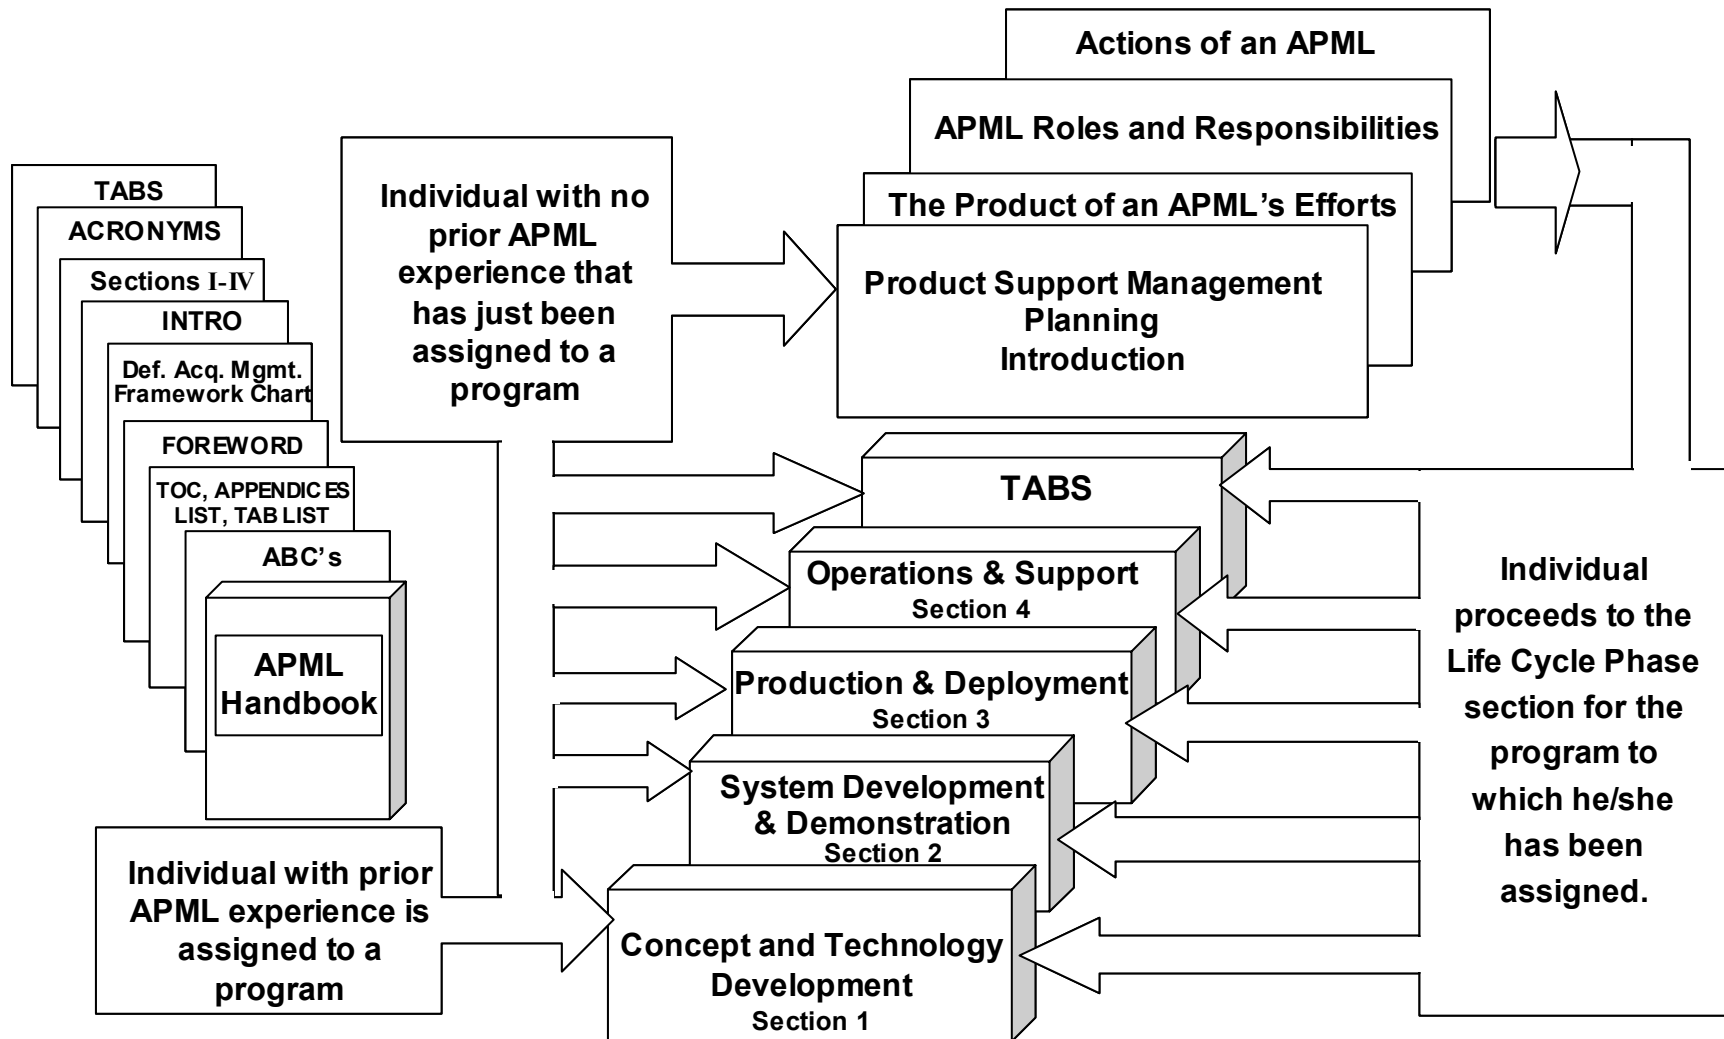 TABS
ACRONYMS
Sections I-IV
INTRO
Def. Acq. Mgmt.
Framework Chart
FOREWORD
TOC, APPENDICES
LIST, TAB LIST
ABC's
APML
Handbook
Individual with no
prior APML
experience that
has just been
assigned to a
program
Individual with prior
APML experience is
assigned to a
program
Actions of an APML
APML Roles and Responsibilities
The Product of an APML's Efforts
Product Support Management
Planning
Introduction
TABS
Operations & Support
Section 4
Production & Deployment
Section 3
System Development
& Demonstration
Section 2
Concept and Technology
Development
Section 1
Individual
proceeds to the
Life Cycle Phase
section for the
program to
which he/she
has been
assigned.